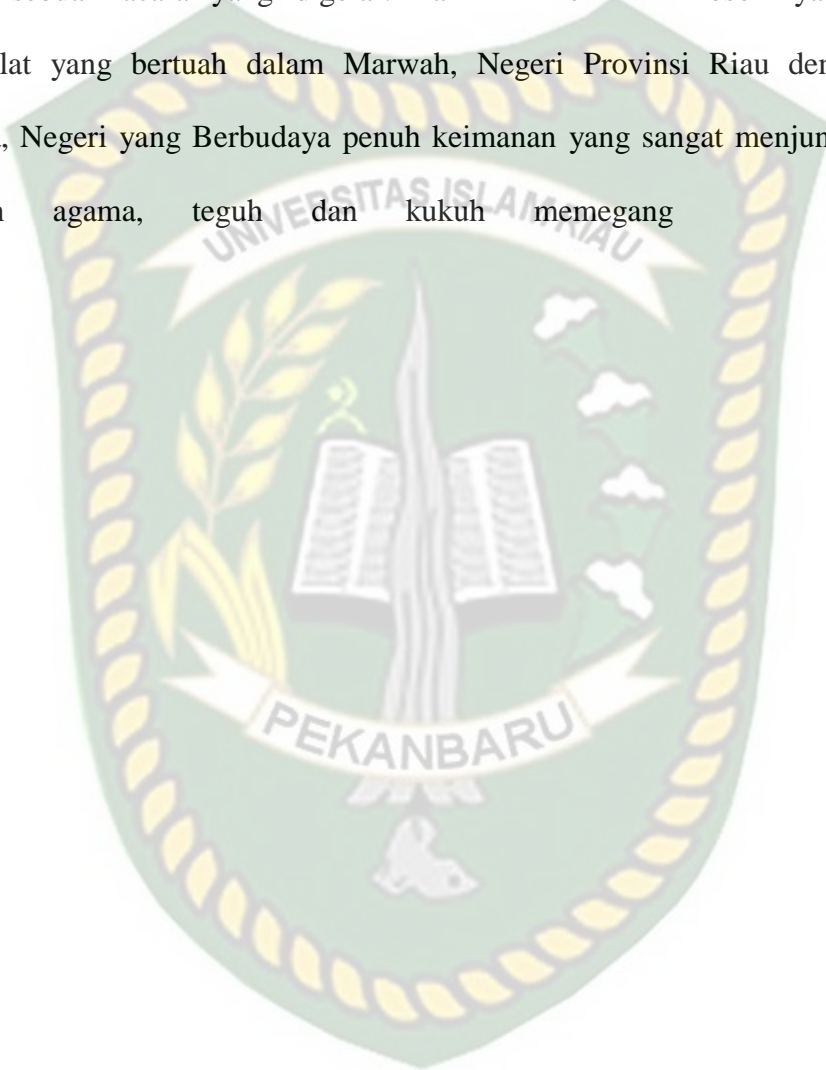 yang
lat yang bertuah dalam Marwah, Negeri Provinsi Riau
, Negeri yang Berbudaya penuh keimanan yang sangat menjun
agama, teguh dan kukuh memegang
UNIVERSITAS ISLAM RIAU
PEKANBARU